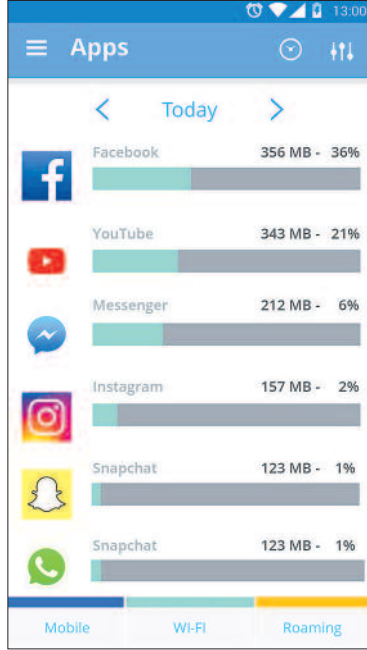 13:00
Apps
Today
Facebook 356 MB - 36%
YouTube 343 MB - 21%
Messenger 212 MB - 6%
Instagram 157 MB - 2%
Snapchat 123 MB - 1%
Snapchat 123 MB - 1%
Mobile WI-FI Roaming